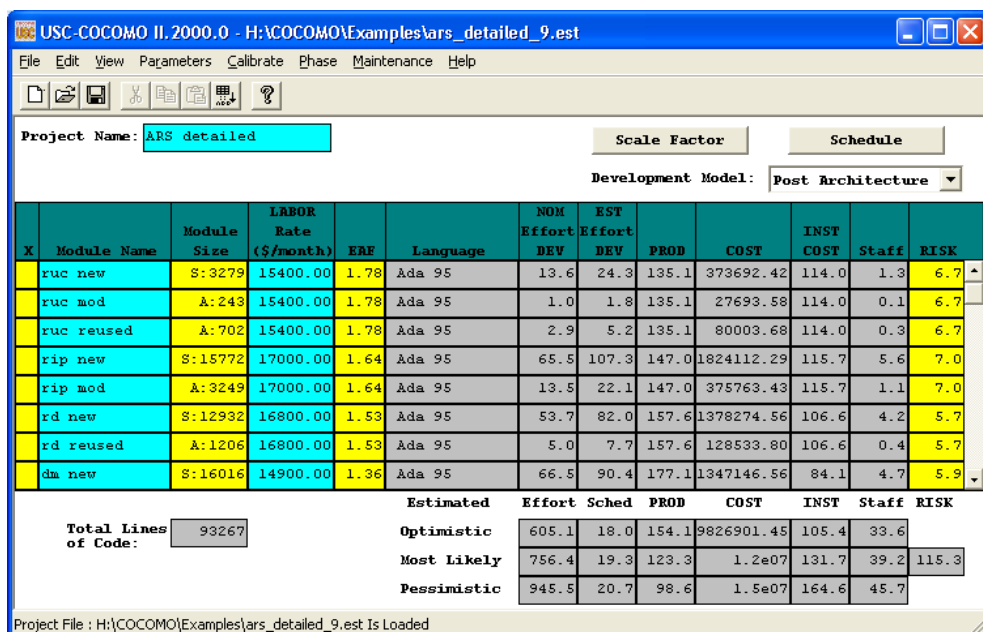 USC-COCOMO II.2000.0 - H:\COCOMO\Examples\ars_detailed_9.est
File Edit View Parameters Calibrate Phase Maintenance Help
Project Name: ARS detailed Scale Factor Schedule
Development Model: Post Architecture
X Module Name Module Size LABOR Rate ($/month) EAF Language NOM Effort DEV EST Effort DEV PROD COST INST COST Staff RISK
ruc new S:3279 15400.00 1.78 Ada 95 13.6 24.3 135.1 373692.42 114.0 1.3 6.7
ruc mod A:243 15400.00 1.78 Ada 95 1.0 1.8 135.1 27693.58 114.0 0.1 6.7
ruc reused A:702 15400.00 1.78 Ada 95 2.9 5.2 135.1 80003.68 114.0 0.3 6.7
rip new S:15772 17000.00 1.64 Ada 95 65.5 107.3 147.0 1824112.29 115.7 5.6 7.0
rip mod A:3249 17000.00 1.64 Ada 95 13.5 22.1 147.0 375763.43 115.7 1.1 7.0
rd new S:12932 16800.00 1.53 Ada 95 53.7 82.0 157.6 1378274.56 106.6 4.2 5.7
rd reused A:1206 16800.00 1.53 Ada 95 5.0 7.7 157.6 128533.80 106.6 0.4 5.7
dm new S:16016 14900.00 1.36 Ada 95 66.5 90.4 177.1 1347146.56 84.1 4.7 5.9
Estimated Effort Sched PROD COST INST Staff RISK
Total Lines of Code: 93267 Optimistic 605.1 18.0 154.1 9826901.45 105.4 33.6
Most Likely 756.4 19.3 123.3 1.2e07 131.7 39.2 115.3
Pessimistic 945.5 20.7 98.6 1.5e07 164.6 45.7
Project File : H:\COCOMO\Examples\ars_detailed_9.est Is Loaded